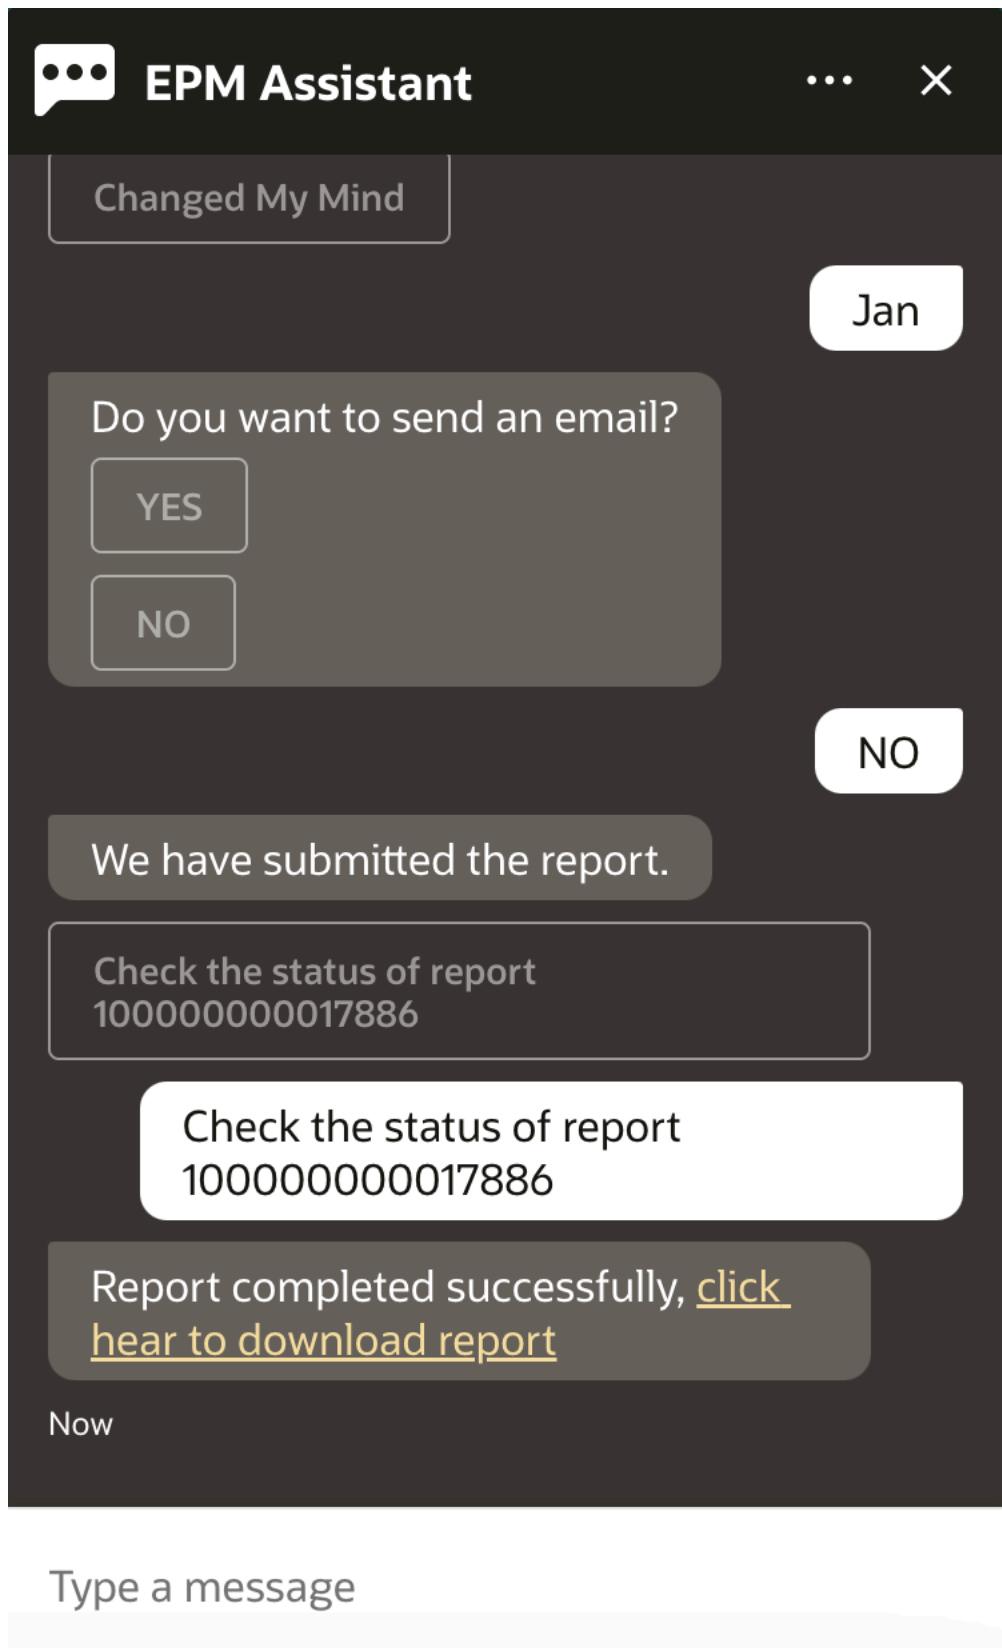 EPM Assistant
Changed My Mind
Jan
Do you want to send an email?
YES
NO
NO
We have submitted the report.
Check the status of report
100000000017886
Check the status of report
100000000017886
Report completed successfully, click
hear to download report
Now
Type a message